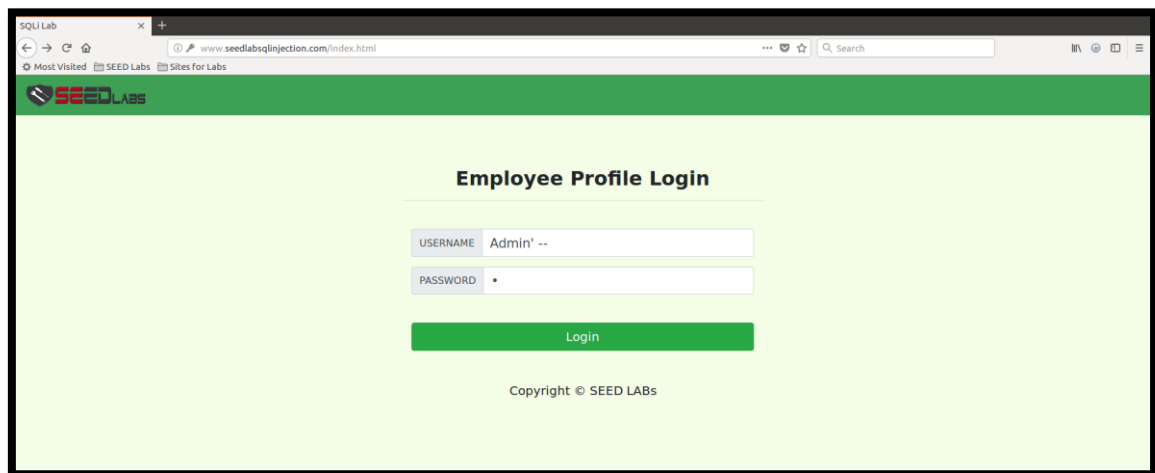 SQLi Lab
www.seedlabsqlinjection.com/index.html
Search
Most Visited SEED Labs Sites for Labs
SEEDLABS
Employee Profile Login
USERNAME Admin' --
PASSWORD •
Login
Copyright © SEED LABs